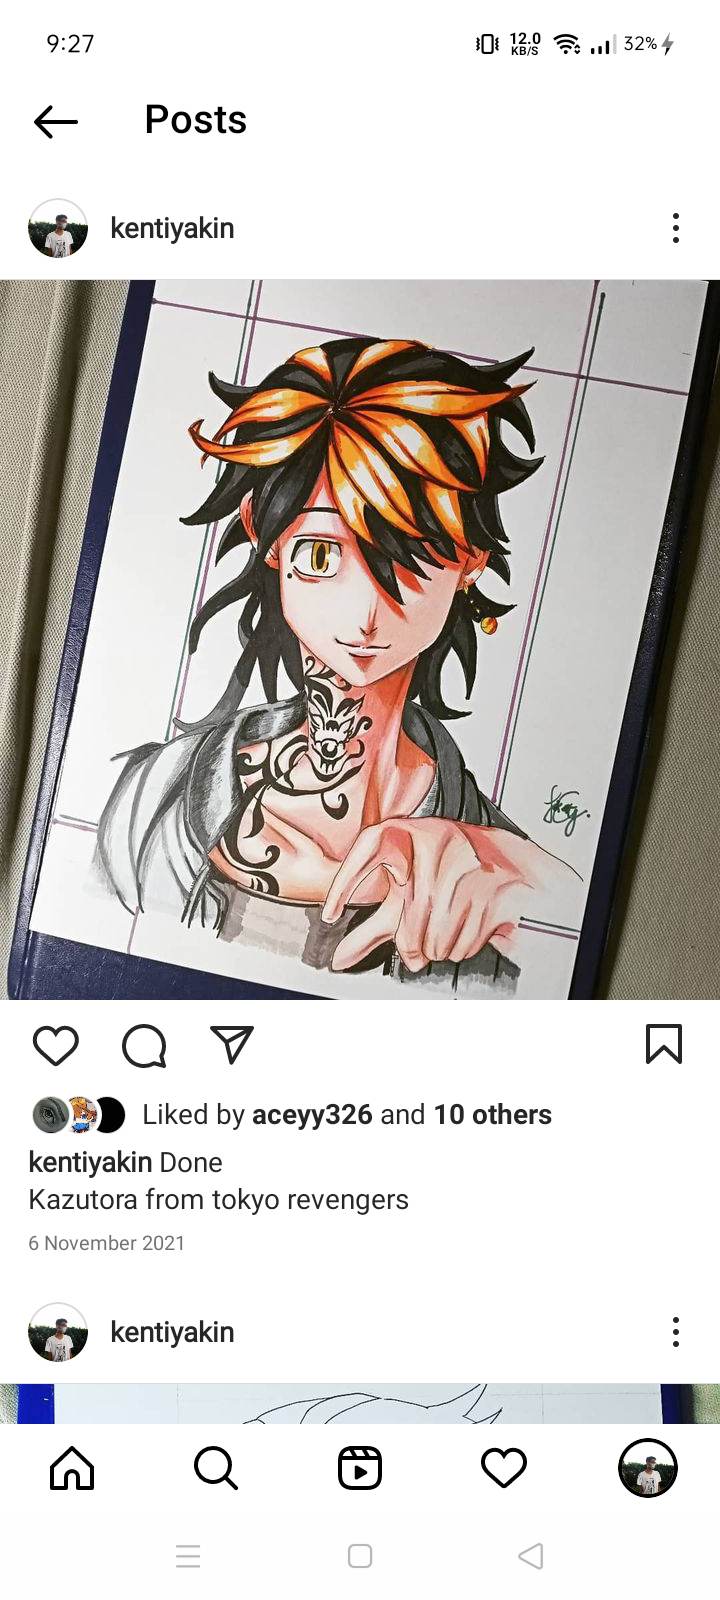 9:27
12.0
KB/S
32%
Posts
kentiyakin
Liked by aceyy326 and 10 others
kentiyakin Done
Kazutora from tokyo revengers
6 November 2021
kentiyakin